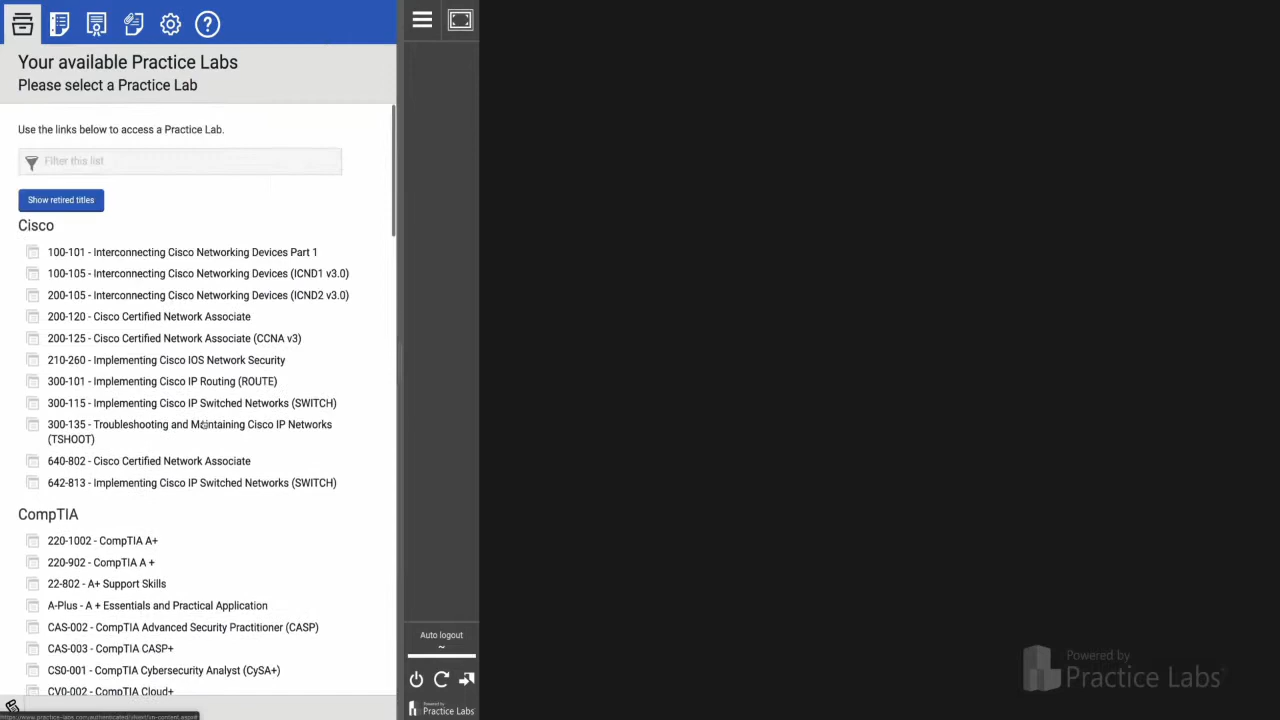 Your available Practice Labs
Please select a Practice Lab
Use the links below to access a Practice Lab.
Filter this list
Show retired titles
Cisco
100-101 - Interconnecting Cisco Networking Devices Part 1
100-105 - Interconnecting Cisco Networking Devices (ICND1 v3.0)
200-105 - Interconnecting Cisco Networking Devices (ICND2 v3.0)
200-120 - Cisco Certified Network Associate
200-125 - Cisco Certified Network Associate (CCNA v3)
210-260 - Implementing Cisco IOS Network Security
300-101 - Implementing Cisco IP Routing (ROUTE)
300-115 - Implementing Cisco IP Switched Networks (SWITCH)
300-135 - Troubleshooting and Maintaining Cisco IP Networks
(TSHOOT)
640-802 - Cisco Certified Network Associate
642-813 - Implementing Cisco IP Switched Networks (SWITCH)
CompTIA
220-1002 - CompTIA A+
220-902 - CompTIA A +
22-802 - A+ Support Skills
A-Plus - A + Essentials and Practical Application
CAS-002 - CompTIA Advanced Security Practitioner (CASP)
CAS-003 - CompTIA CASP+
CS0-001 - CompTIA Cybersecurity Analyst (CySA+)
CV0-002 - CompTIA Cloud+
Auto logout
~
Powered by
Practice Labs
Powered by
Practice Labs